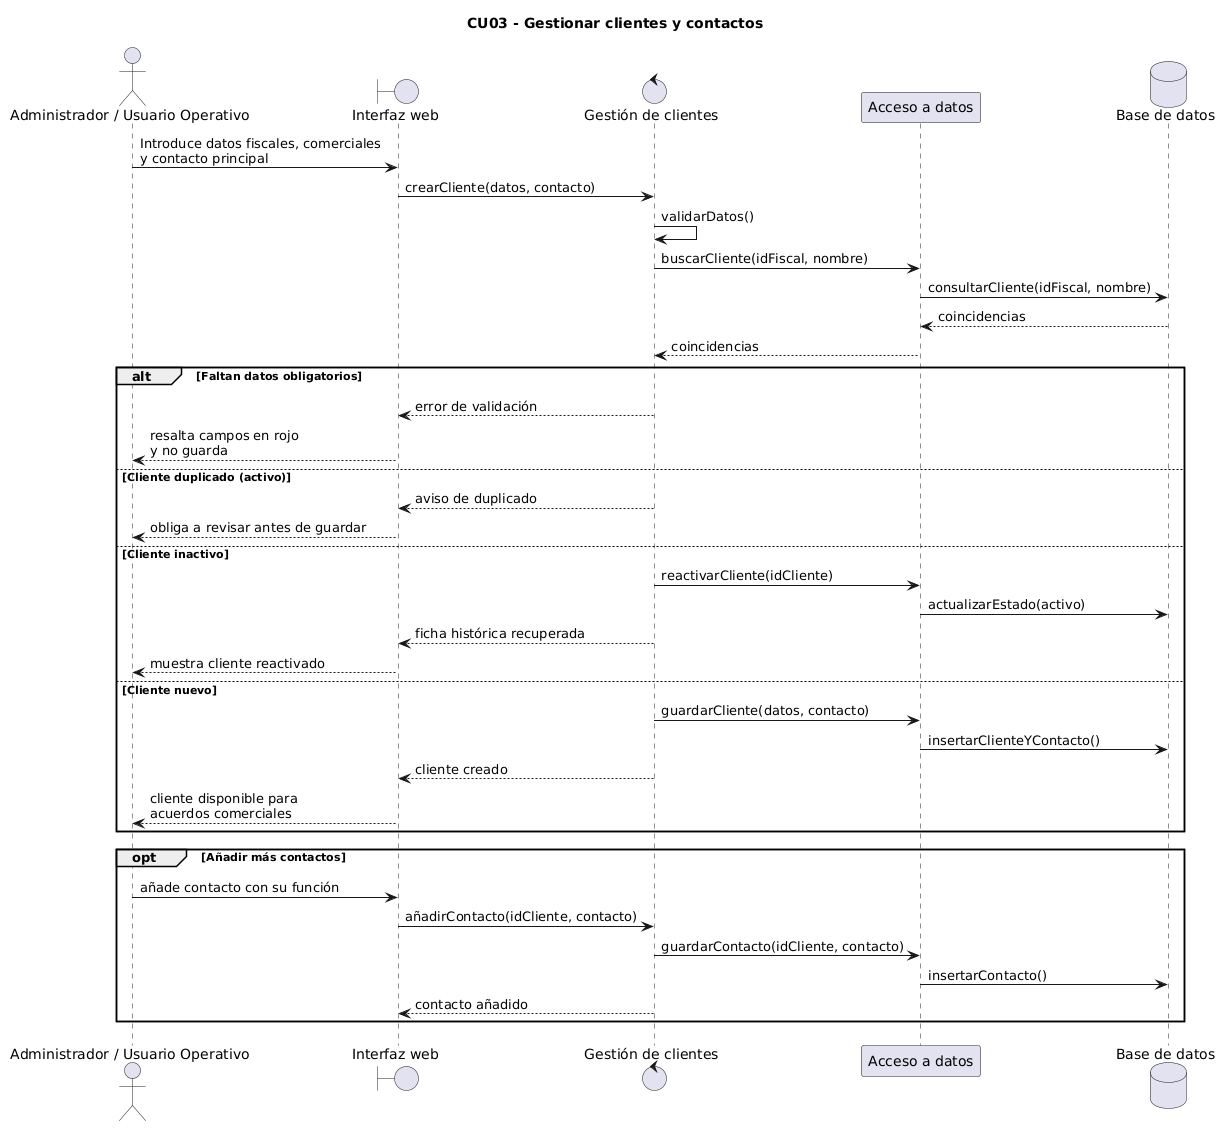 CU03 - Gestionar clientes y contactos
Administrador / Usuario Operativo
Interfaz web
Gestión de clientes
Acceso a datos
Base de datos
Introduce datos fiscales, comerciales
y contacto principal
crearCliente(datos, contacto)
validarDatos()
buscarCliente(idFiscal, nombre)
consultarCliente(idFiscal, nombre)
coincidencias
coincidencias
alt
[Faltan datos obligatorios]
error de validación
resalta campos en rojo
y no guarda
[Cliente duplicado (activo)]
aviso de duplicado
obliga a revisar antes de guardar
[Cliente inactivo]
reactivarCliente(idCliente)
actualizarEstado(activo)
ficha histórica recuperada
muestra cliente reactivado
[Cliente nuevo]
guardarCliente(datos, contacto)
insertarClienteYContacto()
cliente creado
cliente disponible para
acuerdos comerciales
opt
[Añadir más contactos]
añade contacto con su función
añadirContacto(idCliente, contacto)
guardarContacto(idCliente, contacto)
insertarContacto()
contacto añadido
Administrador / Usuario Operativo
Interfaz web
Gestión de clientes
Acceso a datos
Base de datos